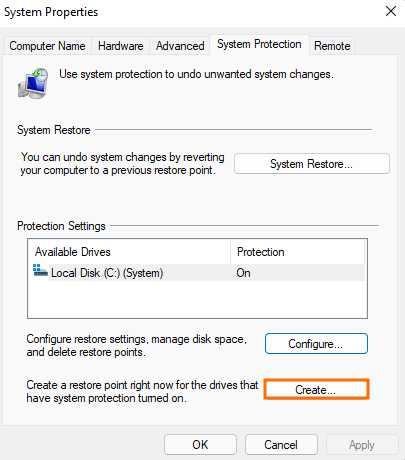 System Properties
Computer Name Hardware Advanced System Protection Remote
Use system protection to undo unwanted system changes.
System Restore
You can undo system changes by reverting
your computer to a previous restore point.
System Restore...
Protection Settings
Available Drives Protection
Local Disk (C:) (System) On
Configure restore settings, manage disk space,
and delete restore points.
Configure...
Create a restore point right now for the drives that
have system protection turned on.
Create...
OK Cancel Apply